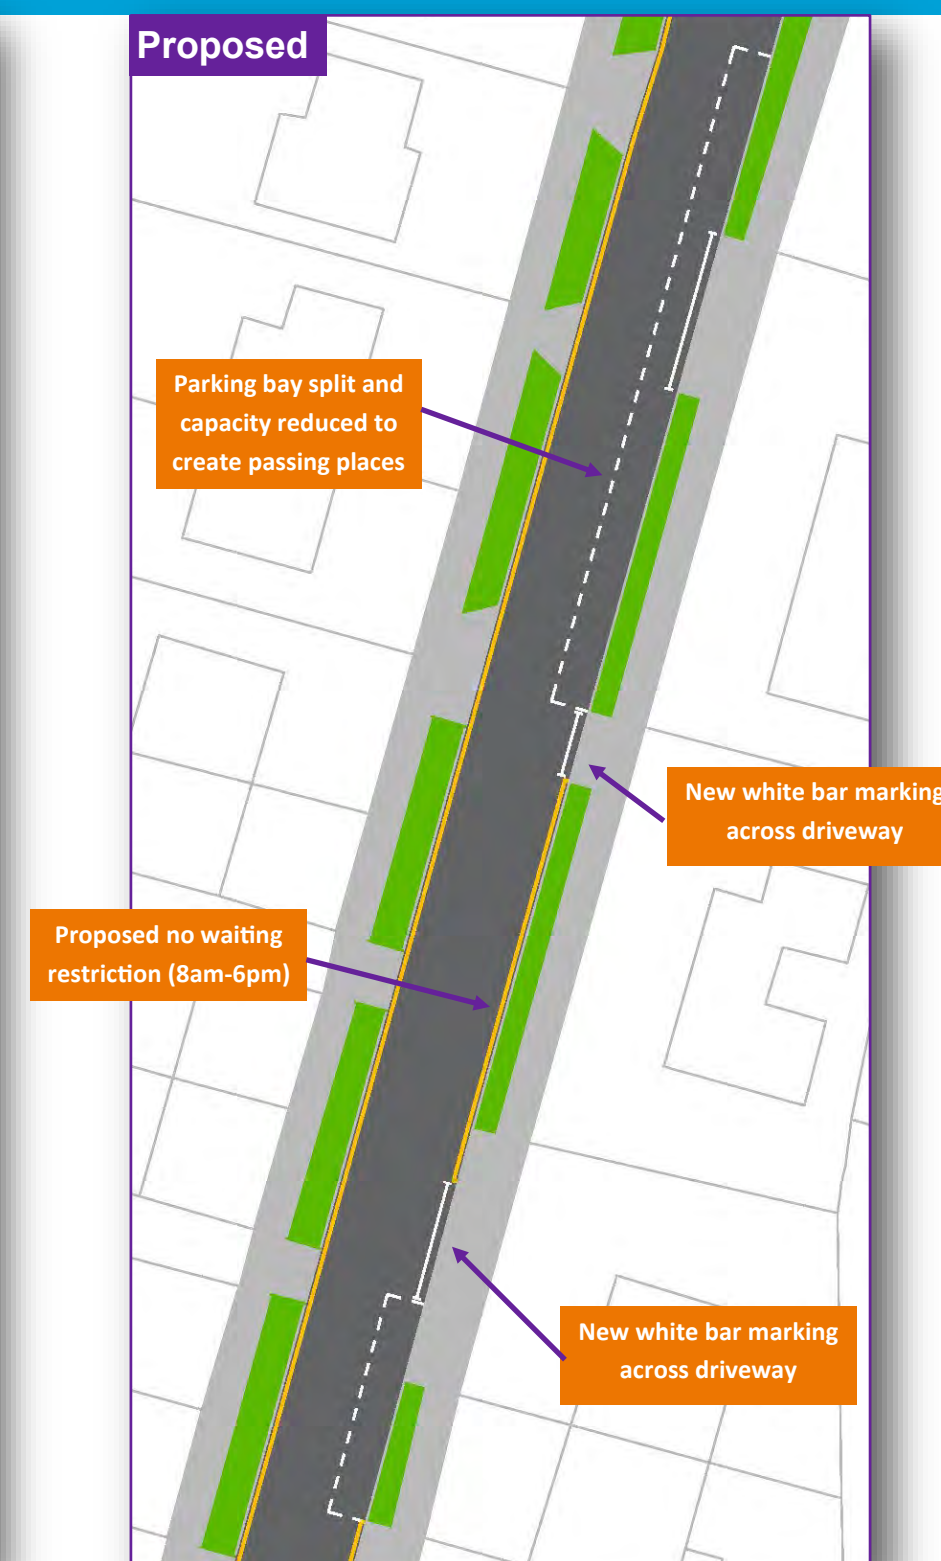 Proposed
Parking bay split and
capacity reduced to
create passing places
New white bar marking
across driveway
Proposed no waiting
restriction (8am-6pm)
New white bar marking
across driveway